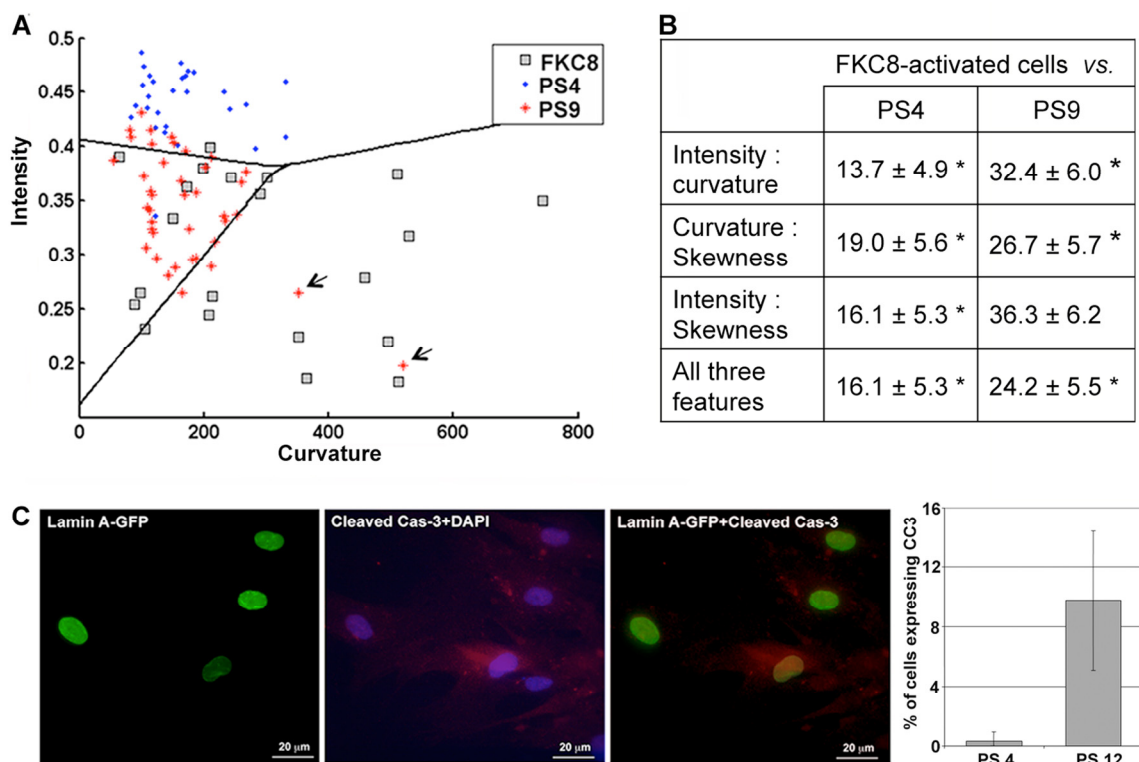 A
0.5
0.45
0.4
0.35
0.3
0.25
0.2
Intensity
0 200 400 600 800
Curvature
FKC8
PS4
PS9
B
FKC8-activated cells vs.
PS4 PS9
Intensity : curvature 13.7 ± 4.9 * 32.4 ± 6.0 *
Curvature : Skewness 19.0 ± 5.6 * 26.7 ± 5.7 *
Intensity : Skewness 16.1 ± 5.3 * 36.3 ± 6.2
All three features 16.1 ± 5.3 * 24.2 ± 5.5 *
C
Lamin A-GFP
20 µm
Cleaved Cas-3+DAPI
20 µm
Lamin A-GFP+Cleaved Cas-3
20 µm
% of cells expressing CC3
16
12
8
4
0
PS 4 PS 12